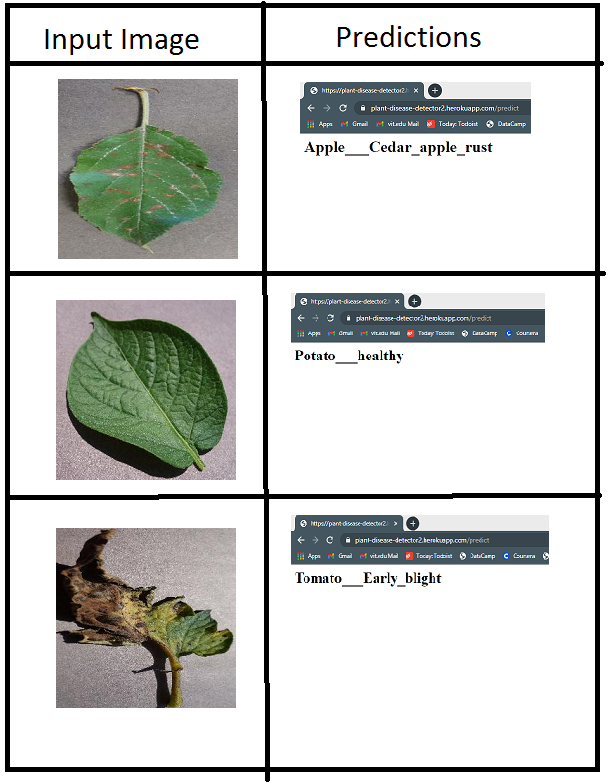 Input Image
Predictions
https://plant-disease-detector2.h
plant-disease-detector2.herokuapp.com/predict
Apps Gmail vit.edu Mail Today: Todoist DataCamp
Apple___Cedar_apple_rust
https://plant-disease-detector2.h
plant-disease-detector2.herokuapp.com/predict
Apps Gmail vit.edu Mail Today: Todoist DataCamp Coursera
Potato___healthy
https://plant-disease-detector2.h
plant-disease-detector2.herokuapp.com/predict
Apps Gmail vit.edu Mail Today: Todoist DataCamp Coursera
Tomato___Early_blight